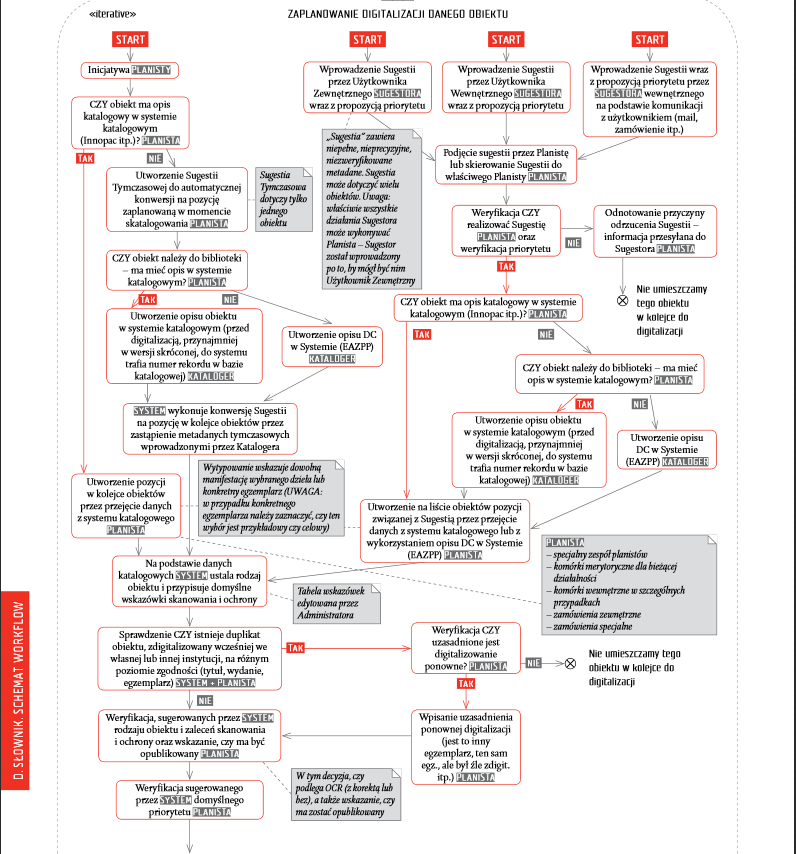 «iterative»
ZAPLANOWANIE DIGITALIZACJI DANEGO OBIEKTU
START
START
START
START
Inicjatywa PLANISTY
CZY obiekt ma opis
katalogowy w systemie
katalogowym
(Innopac itp.)? PLANISTA
TAK
NIE
Utworzenie Sugestii
Tymczasowej do automatycznej
konwersji na pozycję
zaplanowaną w momencie
skatalogowania PLANISTA
Sugestia
Tymczasowa
dotyczy tylko
jednego
obiektu
CZY obiekt należy do biblioteki
– ma mieć opis w systemie
katalogowym? PLANISTA
TAK
NIE
Utworzenie opisu obiektu
w systemie katalogowym (przed
digitalizacją, przynajmniej
w wersji skróconej, do systemu
trafia numer rekordu w bazie
katalogowej) KATALOGER
Utworzenie opisu DC
w Systemie (EAZPP)
KATALOGER
SYSTEM wykonuje konwersję Sugestii
na pozycję w kolejce obiektów przez
zastąpienie metadanych tymczasowych
wprowadzonymi przez Katalogera
Wprowadzenie Sugestii
przez Użytkownika
Zewnętrznego SUGESTORA
wraz z propozycją priorytetu
Wprowadzenie Sugestii
przez Użytkownika
Wewnętrznego SUGESTORA
wraz z propozycją priorytetu
Wprowadzenie Sugestii wraz
z propozycją priorytetu przez
SUGESTORA wewnętrznego
na podstawie komunikacji
z użytkownikiem (mail,
zamówienie itp.)
„Sugestia” zawiera
niepełne, nieprecyzyjne,
niezweryfikowane
metadane. Sugestia
może dotyczyć wielu
obiektów. Uwaga:
właściwie wszystkie
działania Sugestora
może wykonywać
Planista – Sugestor
został wprowadzony
po to, by mógł być nim
Użytkownik Zewnętrzny
Podjęcie sugestii przez Planistę
lub skierowanie Sugestii do
właściwego Planisty PLANISTA
Weryfikacja CZY
realizować Sugestię
PLANISTA oraz
weryfikacja priorytetu
NIE
TAK
Odnotowanie przyczyny
odrzucenia Sugestii –
informacja przesyłana do
Sugestora PLANISTA
Nie umieszczamy
tego obiektu
w kolejce do
digitalizacji
CZY obiekt ma opis katalogowy w systemie
katalogowym (Innopac itp.)? PLANISTA
TAK
NIE
CZY obiekt należy do biblioteki – ma mieć
opis w systemie katalogowym? PLANISTA
TAK
NIE
Utworzenie opisu obiektu
w systemie katalogowym (przed
digitalizacją, przynajmniej
w wersji skróconej, do systemu
trafia numer rekordu w bazie
katalogowej) KATALOGER
Utworzenie opisu
DC w Systemie
(EAZPP) KATALOGER
Utworzenie pozycji
w kolejce obiektów
przez przejęcie danych
z systemu katalogowego
PLANISTA
Wytypowanie wskazuje dowolną
manifestację wybranego dzieła lub
konkretny egzemplarz (UWAGA:
w przypadku konkretnego
egzemplarza należy zaznaczyć, czy ten
wybór jest przykładowy czy celowy)
Utworzenie na liście obiektów pozycji
związanej z Sugestią przez przejęcie
danych z systemu katalogowego lub z
wykorzystaniem opisu DC w Systemie
(EAZPP) PLANISTA
PLANISTA
– specjalny zespół planistów
– komórki merytoryczne dla bieżącej
działalności
– komórki wewnętrzne w szczególnych
przypadkach
– zamówienia zewnętrzne
– zamówienia specjalne
Na podstawie danych
katalogowych SYSTEM ustala rodzaj
obiektu i przypisuje domyślne
wskazówki skanowania i ochrony
Tabela wskazówek
edytowana przez
Administratora
Sprawdzenie CZY istnieje duplikat
obiektu, zdigitalizowany wcześniej we
własnej lub innej instytucji, na różnym
poziomie zgodności (tytuł, wydanie,
egzemplarz) SYSTEM + PLANISTA
TAK
NIE
Weryfikacja CZY
uzasadnione jest
digitalizowanie
ponowne? PLANISTA
NIE
TAK
Nie umieszczamy tego
obiektu w kolejce do
digitalizacji
Weryfikacja, sugerowanych przez SYSTEM
rodzaju obiektu i zaleceń skanowania
i ochrony oraz wskazanie, czy ma być
opublikowany PLANISTA
Wpisanie uzasadnienia
ponownej digitalizacji
(jest to inny
egzemplarz, ten sam
egz., ale był źle zdigit.
itp.) PLANISTA
W tym decyzja, czy
podlega OCR (z korektą lub
bez), a także wskazanie, czy
ma zostać opublikowany
Weryfikacja sugerowanego
przez SYSTEM domyślnego
priorytetu PLANISTA
D. SŁOWNIK. SCHEMAT WORKFLOW